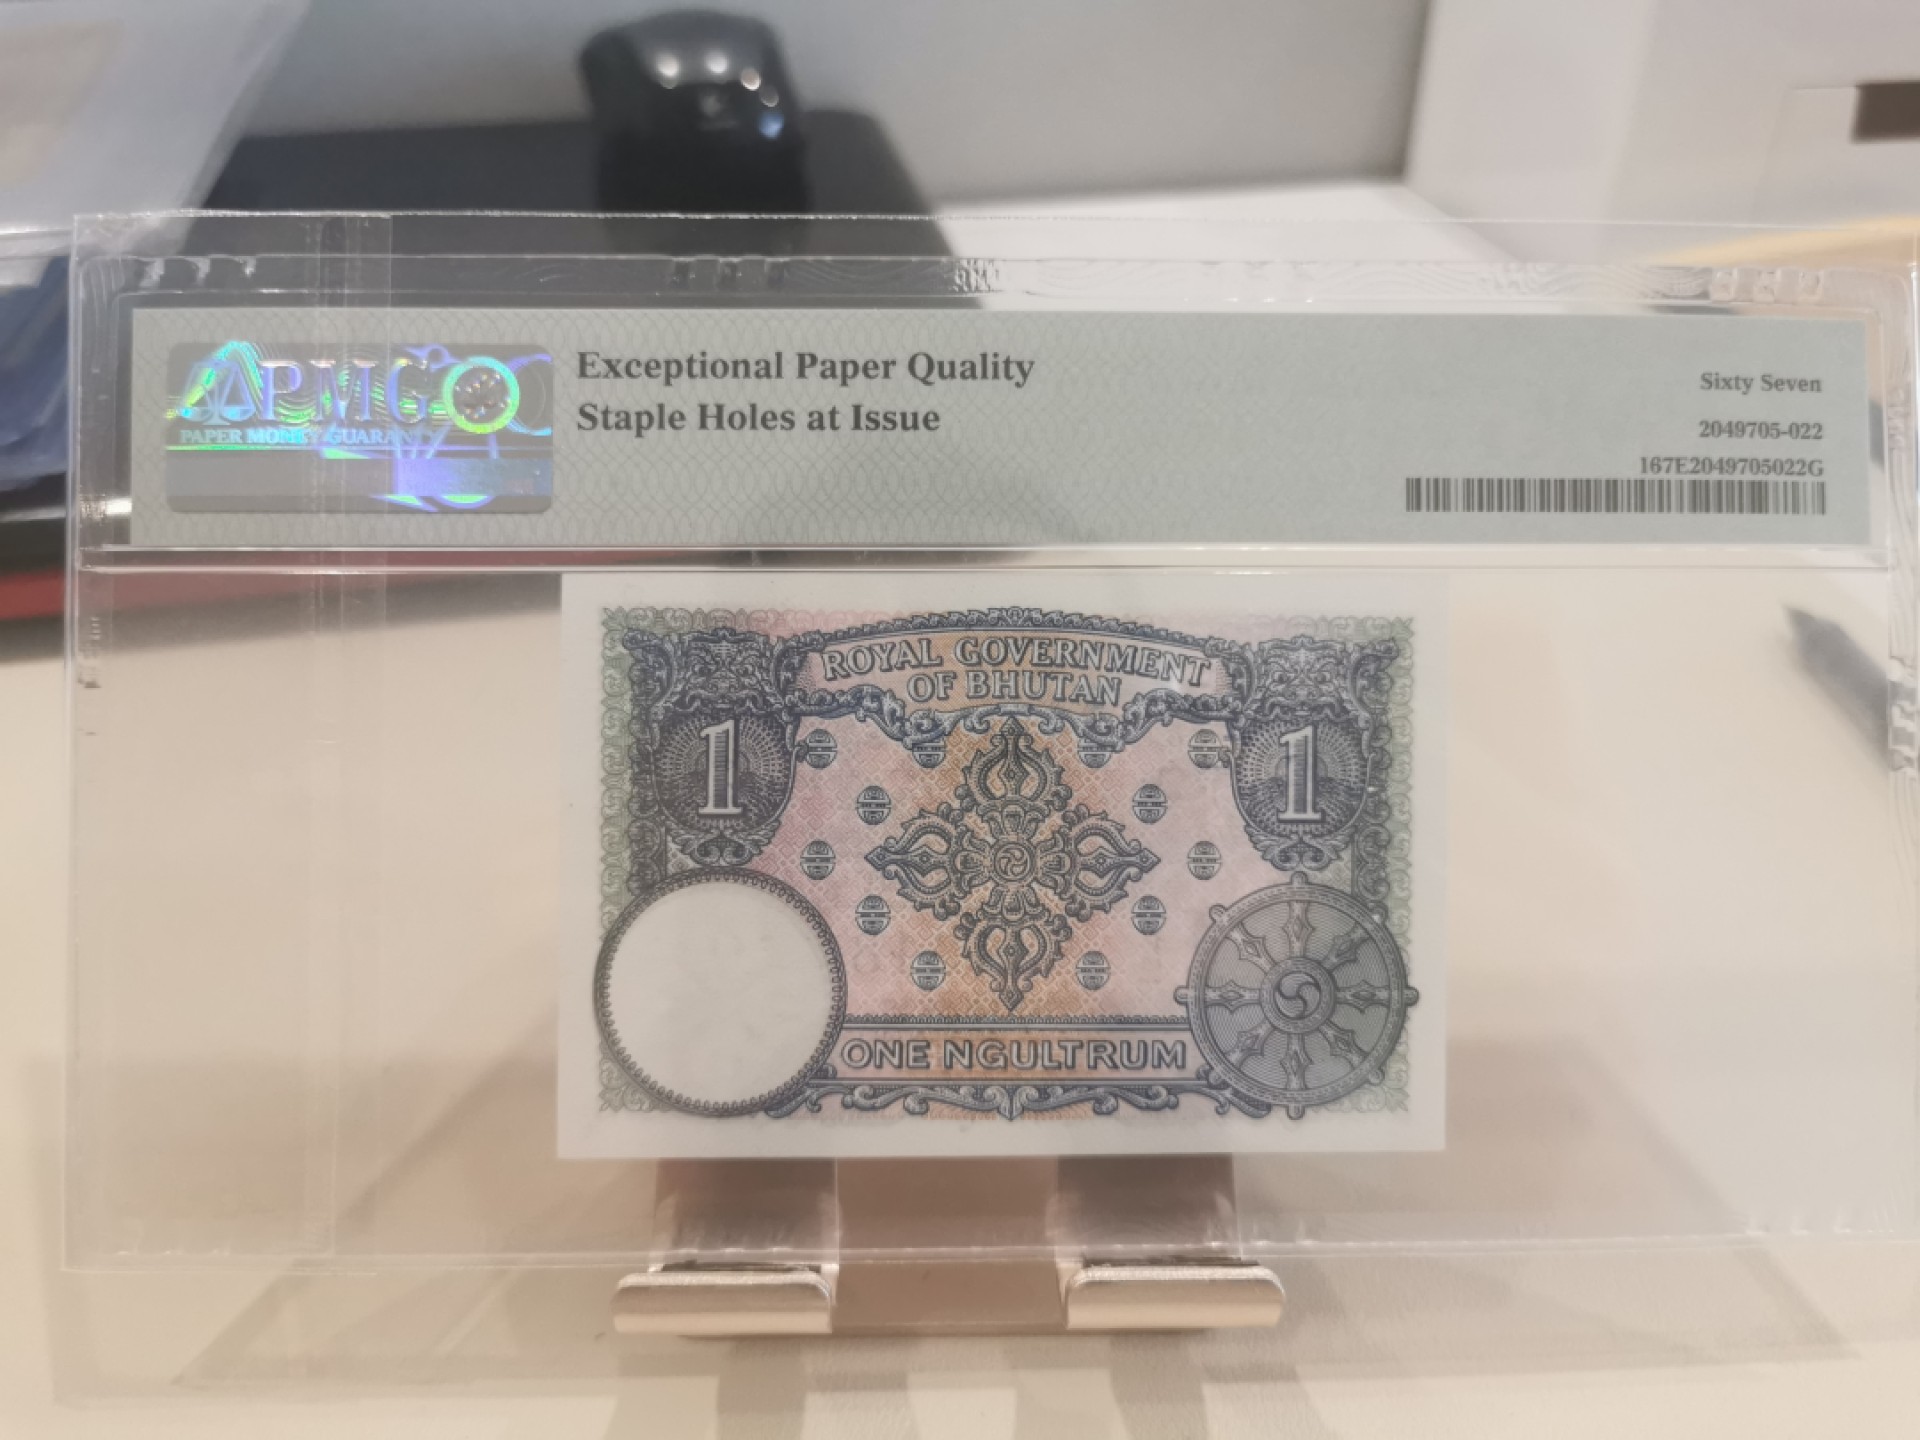 PMG
PAPER MONEY GUARANTY
Exceptional Paper Quality
Staple Holes at Issue
Sixty Seven
2049705-022
167E2049705022G
ROYAL GOVERNMENT
OF BHUTAN
1
1
ONE NGULTRUM